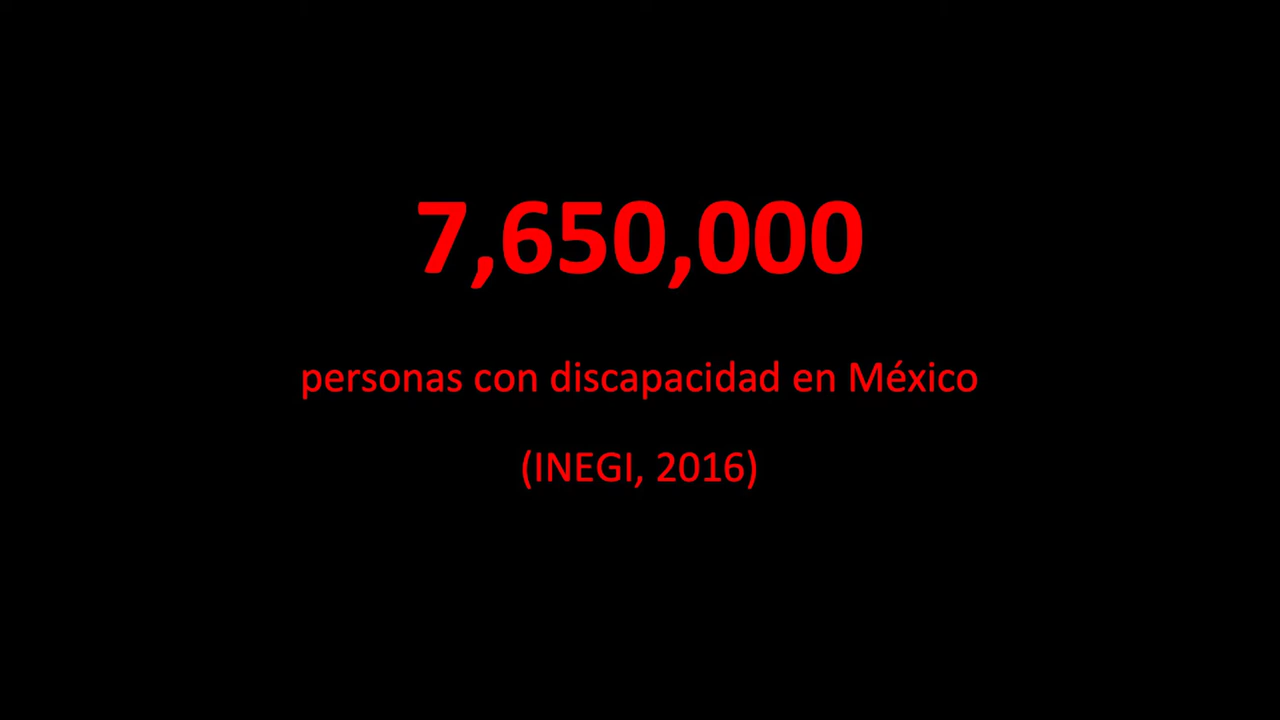 7,650,000
personas con discapacidad en México
(INEGI, 2016)